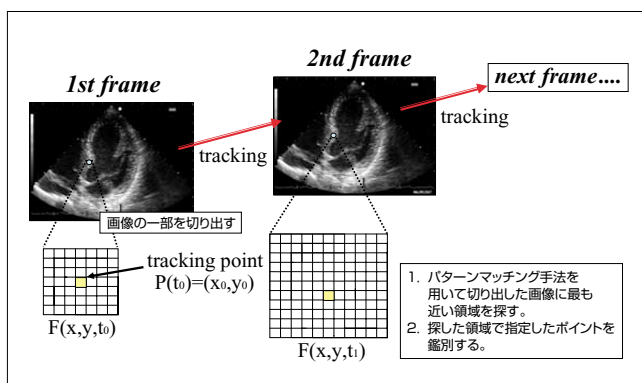 1st frame
2nd frame
next frame....
tracking
tracking
画像の一部を切り出す
tracking point
P(t0)=(x0,y0)
F(x,y,t0)
F(x,y,t1)
1. パターンマッチング手法を
用いて切り出した画像に最も
近い領域を探す。
2. 探した領域で指定したポイントを
鑑別する。